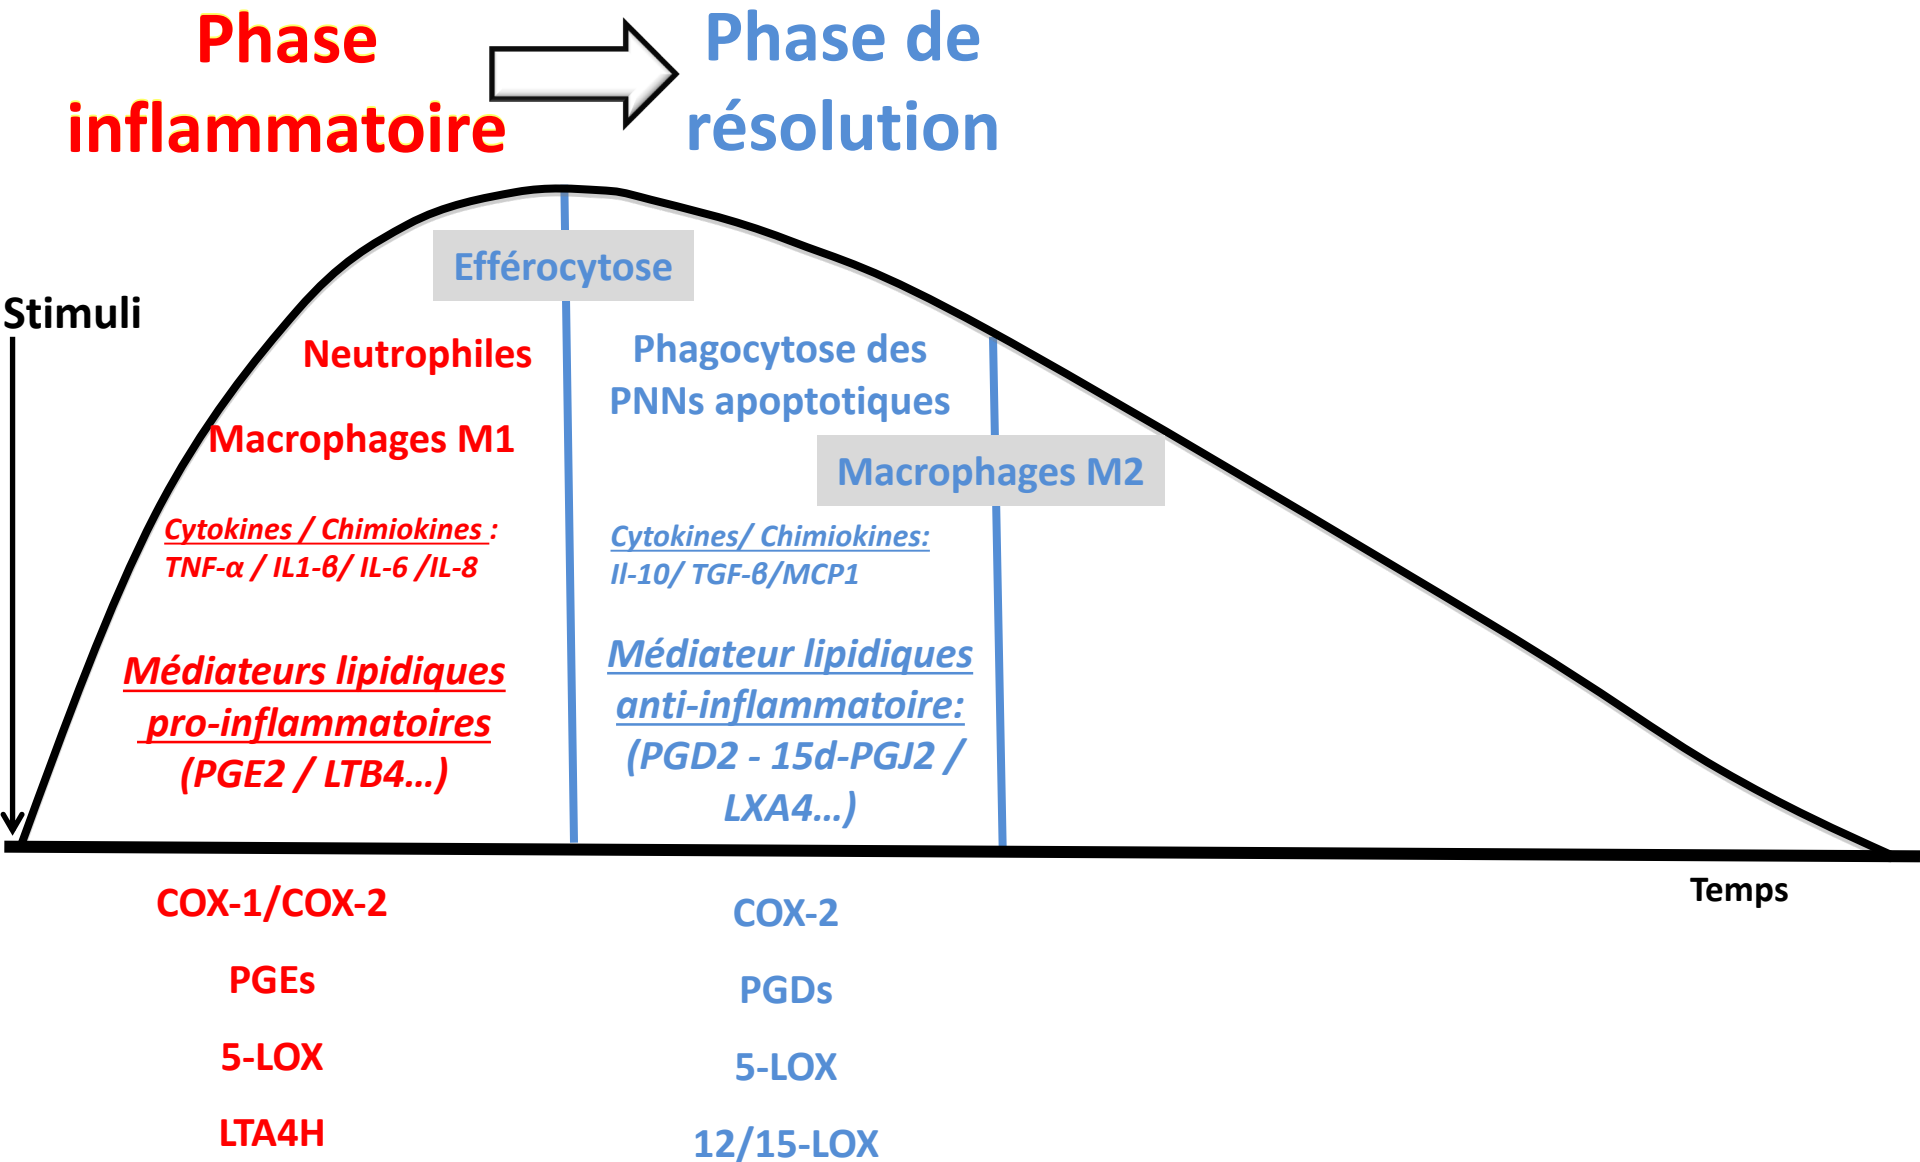 Phase
inflammatoire
Phase de
résolution
Efférocytose
Stimuli
Neutrophiles
Macrophages M1
Cytokines / Chimiokines :
TNF-α / IL1-β/ IL-6 /IL-8
Médiateurs lipidiques
pro-inflammatoires
(PGE2 / LTB4...)
Phagocytose des
PNNs apoptotiques
Macrophages M2
Cytokines/ Chimiokines:
Il-10/ TGF-β/MCP1
Médiateur lipidiques
anti-inflammatoire:
(PGD2 - 15d-PGJ2 /
LXA4...)
Temps
COX-1/COX-2
PGEs
5-LOX
LTA4H
COX-2
PGDs
5-LOX
12/15-LOX